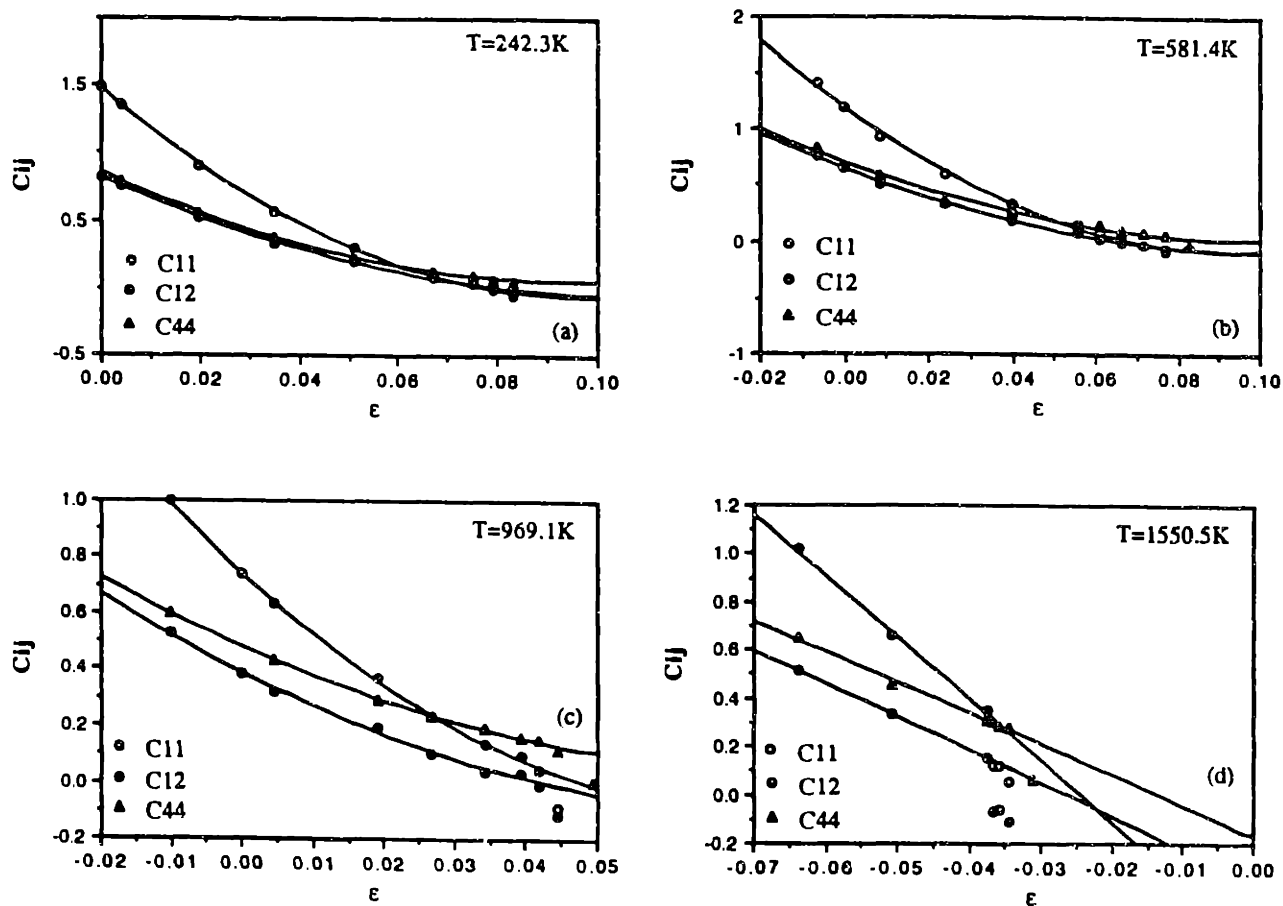 T=242.3K
1.5
0.5
-0.5
Cij
C11
C12
C44
(a)
0.00 0.02 0.04 0.06 0.08 0.10
ε
T=581.4K
2
1
0
-1
Cij
C11
C12
C44
(b)
-0.02 0.00 0.02 0.04 0.06 0.08 0.10
ε
T=969.1K
1.0
0.8
0.6
0.4
0.2
0.0
-0.2
Cij
C11
C12
C44
(c)
-0.02 -0.01 0.00 0.01 0.02 0.03 0.04 0.05
ε
T=1550.5K
1.2
1.0
0.8
0.6
0.4
0.2
0.0
-0.2
Cij
C11
C12
C44
(d)
-0.07 -0.06 -0.05 -0.04 -0.03 -0.02 -0.01 0.00
ε